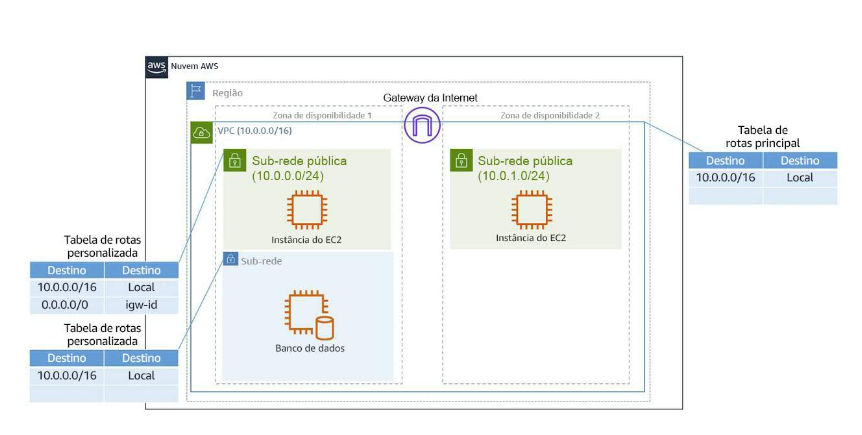 aws
Nuvem AWS
Região
Gateway da Internet
Zona de disponibilidade 1
Zona de disponibilidade 2
VPC (10.0.0.0/16)
Sub-rede pública
(10.0.0.0/24)
Instância do EC2
Sub-rede pública
(10.0.1.0/24)
Instância do EC2
Sub-rede
Banco de dados
Tabela de
rotas principal
Destino Destino
10.0.0.0/16 Local
Tabela de rotas
personalizada
Destino Destino
10.0.0.0/16 Local
0.0.0.0/0 igw-id
Tabela de rotas
personalizada
Destino Destino
10.0.0.0/16 Local